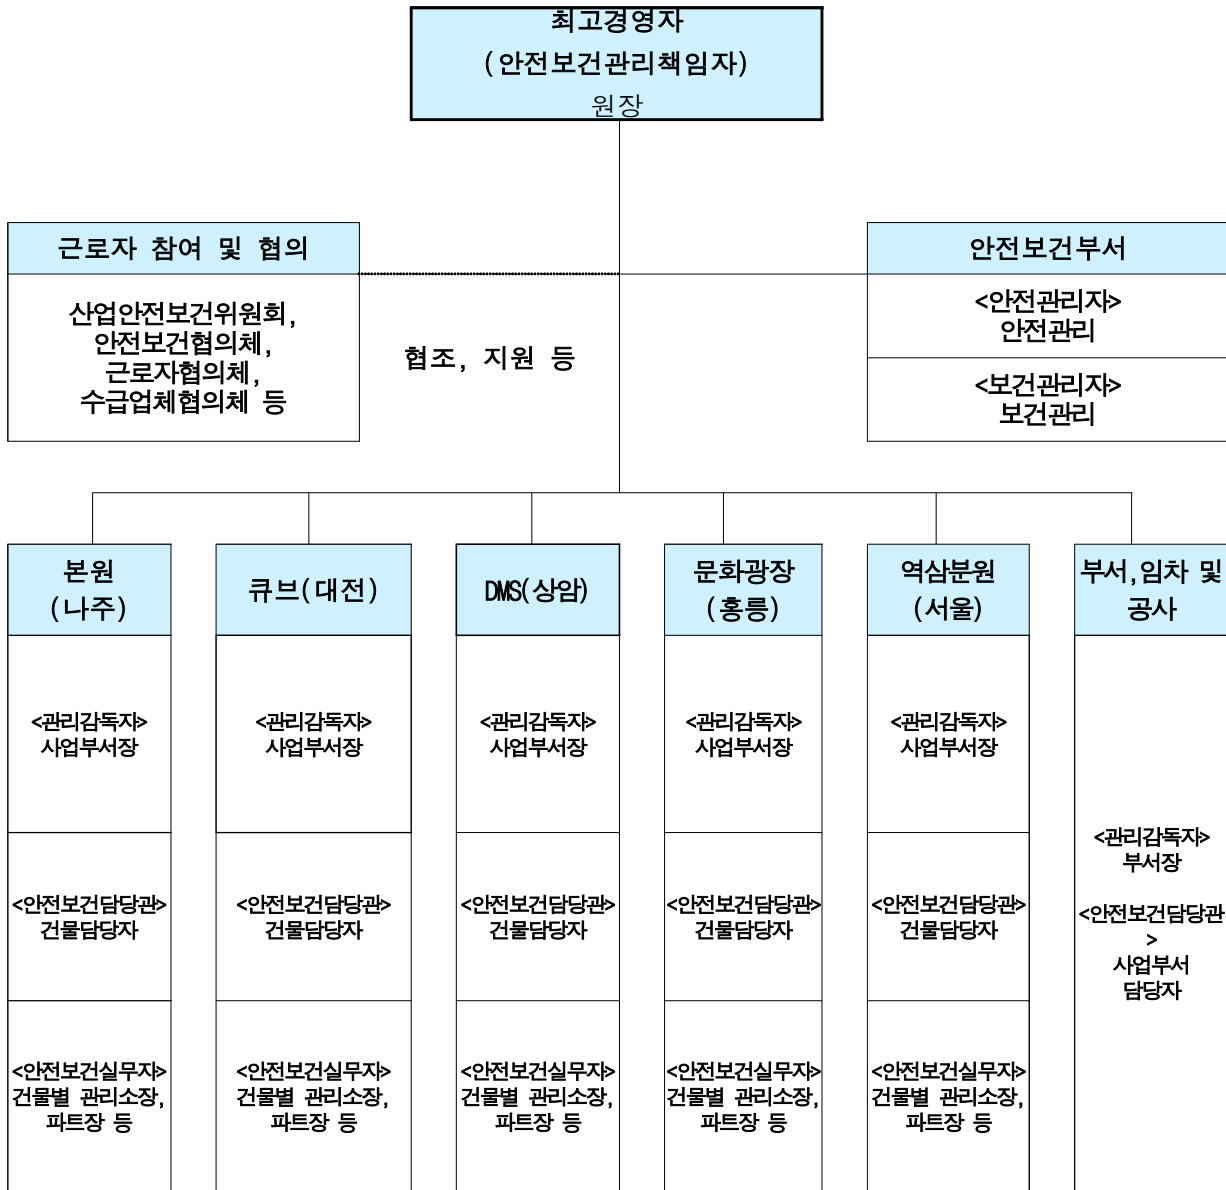 최고경영자
(안전보건관리책임자)
원장
근로자 참여 및 협의
산업안전보건위원회,
안전보건협의체,
근로자협의체,
수급업체협의체 등
협조, 지원 등
안전보건부서
<안전관리자>
안전관리
<보건관리자>
보건관리
본원
(나주)
<관리감독자>
사업부서장
<안전보건담당관>
건물담당자
<안전보건실무자>
건물별 관리소장,
파트장 등
큐브(대전)
<관리감독자>
사업부서장
<안전보건담당관>
건물담당자
<안전보건실무자>
건물별 관리소장,
파트장 등
DMS(상암)
<관리감독자>
사업부서장
<안전보건담당관>
건물담당자
<안전보건실무자>
건물별 관리소장,
파트장 등
문화광장
(홍릉)
<관리감독자>
사업부서장
<안전보건담당관>
건물담당자
<안전보건실무자>
건물별 관리소장,
파트장 등
역삼분원
(서울)
<관리감독자>
사업부서장
<안전보건담당관>
건물담당자
<안전보건실무자>
건물별 관리소장,
파트장 등
부서,임차 및
공사
<관리감독자>
부서장
<안전보건담당관
>
사업부서
담당자